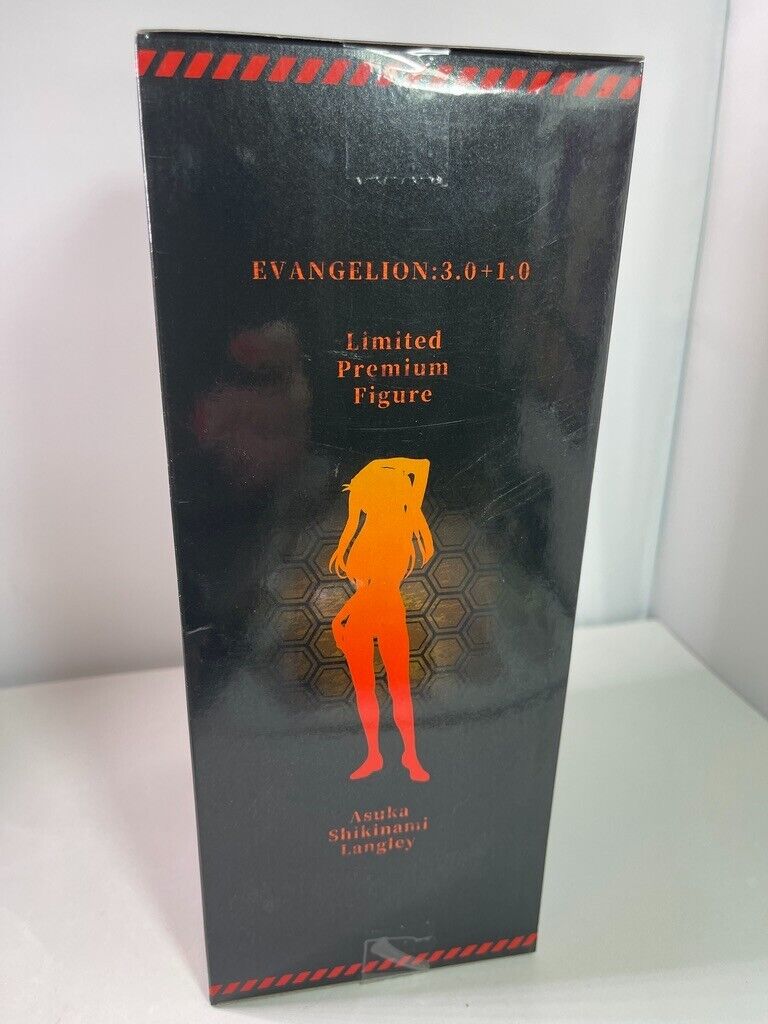 EVANGELION:3.0+1.0
Limited
Premium
Figure
Asuka
Shikinami
Langley